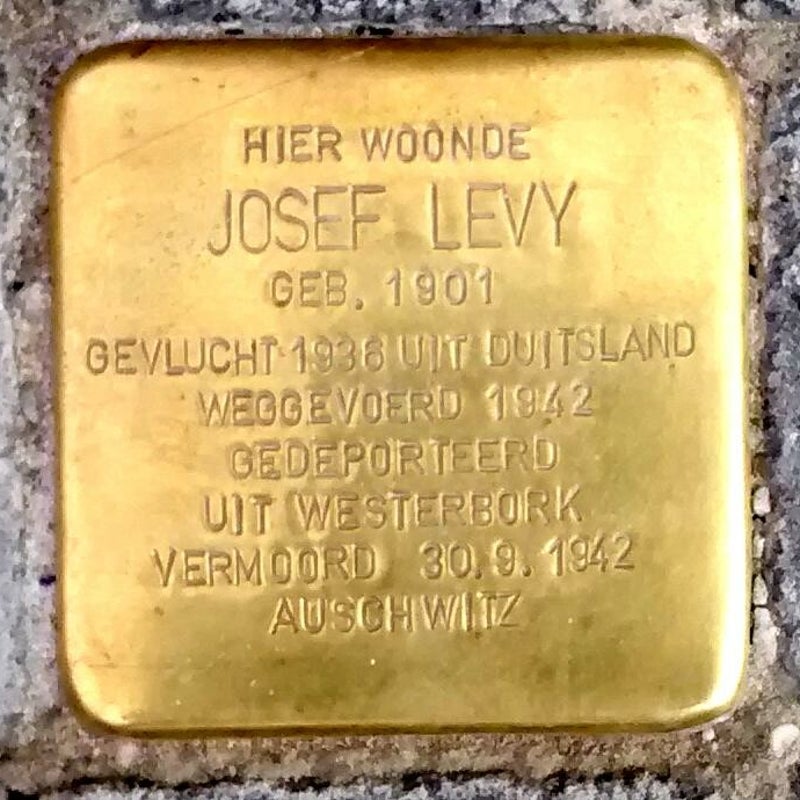 HIER WOONDE
JOSEF LEVY
GEB. 1901
GEVLUCHT 1936 UIT DUITSLAND
WEGGEVOERD 1942
GEDEPORTEERD
UIT WESTERBORK
VERMOORD 30.9.1942
AUSCHWITZ